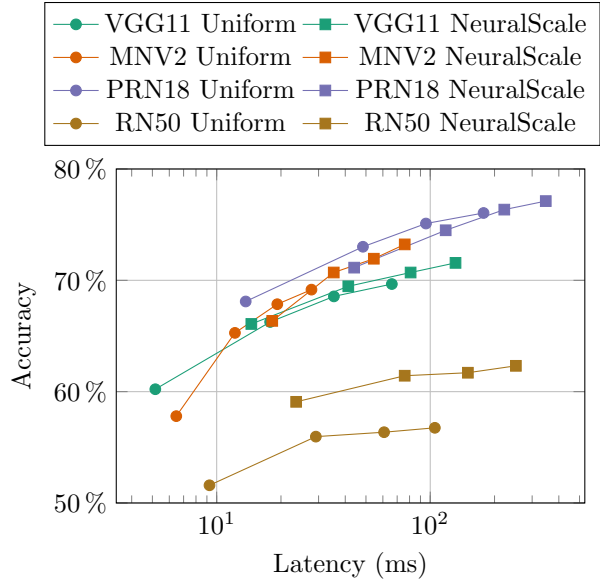 VGG11 Uniform VGG11 NeuralScale
MNV2 Uniform MNV2 NeuralScale
PRN18 Uniform PRN18 NeuralScale
RN50 Uniform RN50 NeuralScale
80 %
70 %
60 %
50 %
Accuracy
10^1 10^2
Latency (ms)